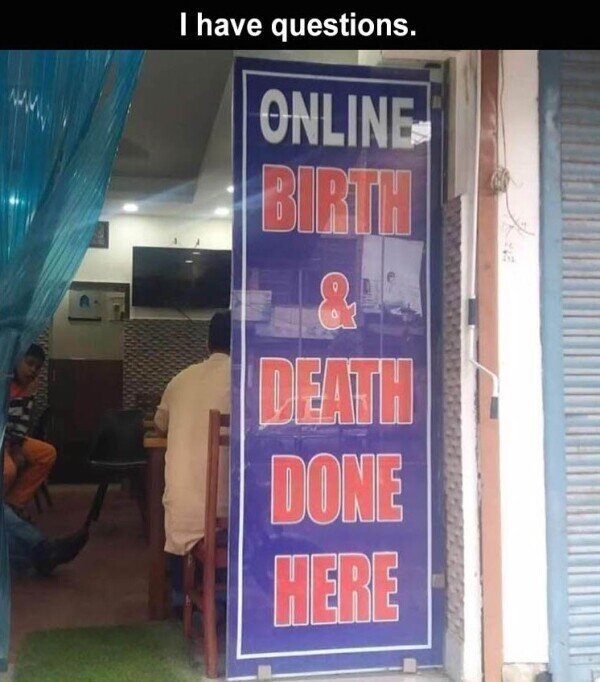 I have questions.
ONLINE
BIRTH
&
DEATH
DONE
HERE